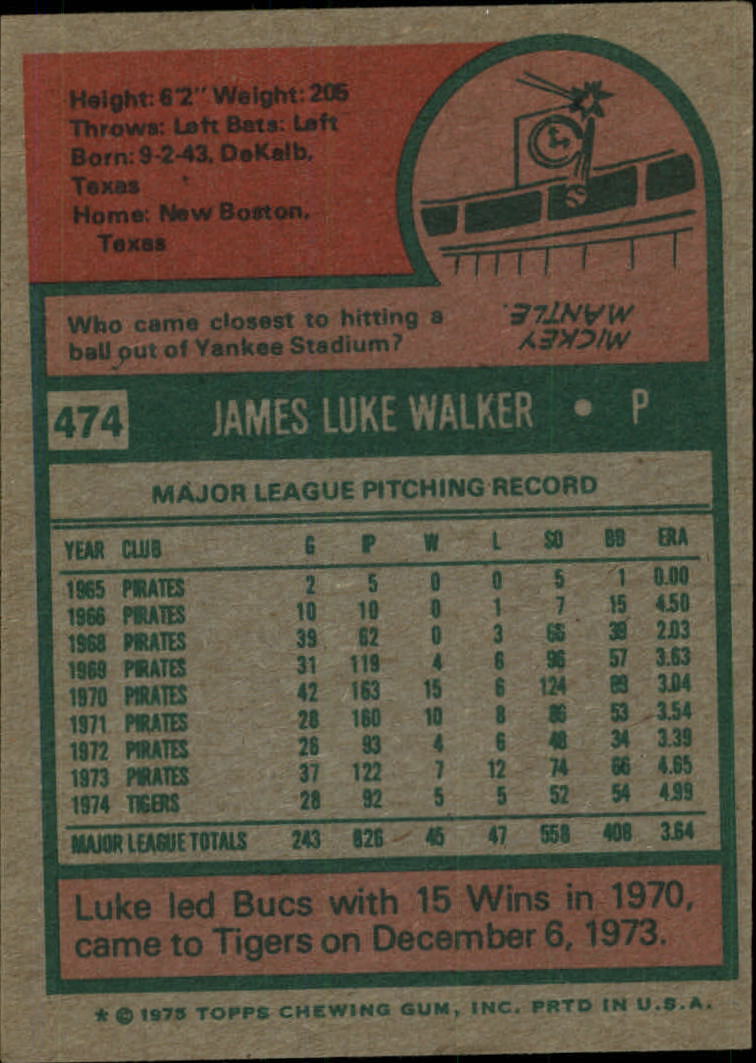 Height: 6'2" Weight: 205
Throws: Left Bats: Left
Born: 9-2-43, DeKalb,
Texas
Home: New Boston,
Texas
Who came closest to hitting a
ball out of Yankee Stadium?
MICKEY
MANTLE.
474 JAMES LUKE WALKER • P
MAJOR LEAGUE PITCHING RECORD
YEAR CLUB G IP W L SO BB ERA
1965 PIRATES 2 5 0 0 5 1 0.00
1966 PIRATES 10 10 0 1 7 15 4.50
1968 PIRATES 39 62 0 3 66 39 2.03
1969 PIRATES 31 119 4 6 96 57 3.63
1970 PIRATES 42 163 15 6 124 89 3.04
1971 PIRATES 28 160 10 8 86 53 3.54
1972 PIRATES 26 93 4 6 48 34 3.39
1973 PIRATES 37 122 7 12 74 66 4.65
1974 TIGERS 28 92 5 5 52 54 4.99
MAJOR LEAGUE TOTALS 243 826 45 47 558 408 3.64
Luke led Bucs with 15 Wins in 1970,
came to Tigers on December 6, 1973.
* © 1975 TOPPS CHEWING GUM, INC. PRTD IN U.S.A.